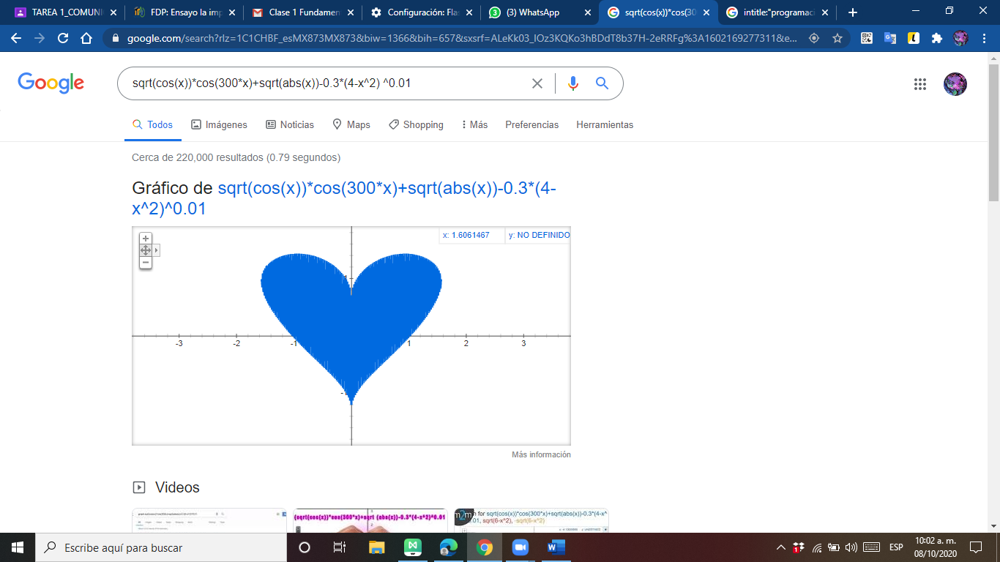 TAREA 1_COMUNI
FDP: Ensayo la imp
Clase 1 Fundamen
Configuración: Fla
(3) WhatsApp
sqrt(cos(x))*cos(30
intitle:"programaci
google.com/search?rlz=1C1CHBF_esMX873MX873&biw=1366&bih=657&sxsrf=ALeKk03_IOz3KQKo3hBDdT8b37H-2eRRFg%3A1602169277311&e...
Google
sqrt(cos(x))*cos(300*x)+sqrt(abs(x))-0.3*(4-x^2) ^0.01
Todos
Imágenes
Noticias
Maps
Shopping
Más
Preferencias
Herramientas
Cerca de 220,000 resultados (0.79 segundos)
Gráfico de sqrt(cos(x))*cos(300*x)+sqrt(abs(x))-0.3*(4-
x^2)^0.01
x: 1.6061467
y: NO DEFINIDO
-3 -2 -1 1 2 3
-1
Más información
Videos
(sqrt(cos(x))*cos(300*x)+sqrt (abs(x))-0.3*(4-x^2)^0.01
h for sqrt(cos(x))*cos(300*x)+sqrt(abs(x))-0.3*(4-x^
.01, sqrt(6-x^2), -sqrt(6-x^2)
Escribe aquí para buscar
ESP
10:02 a. m.
08/10/2020